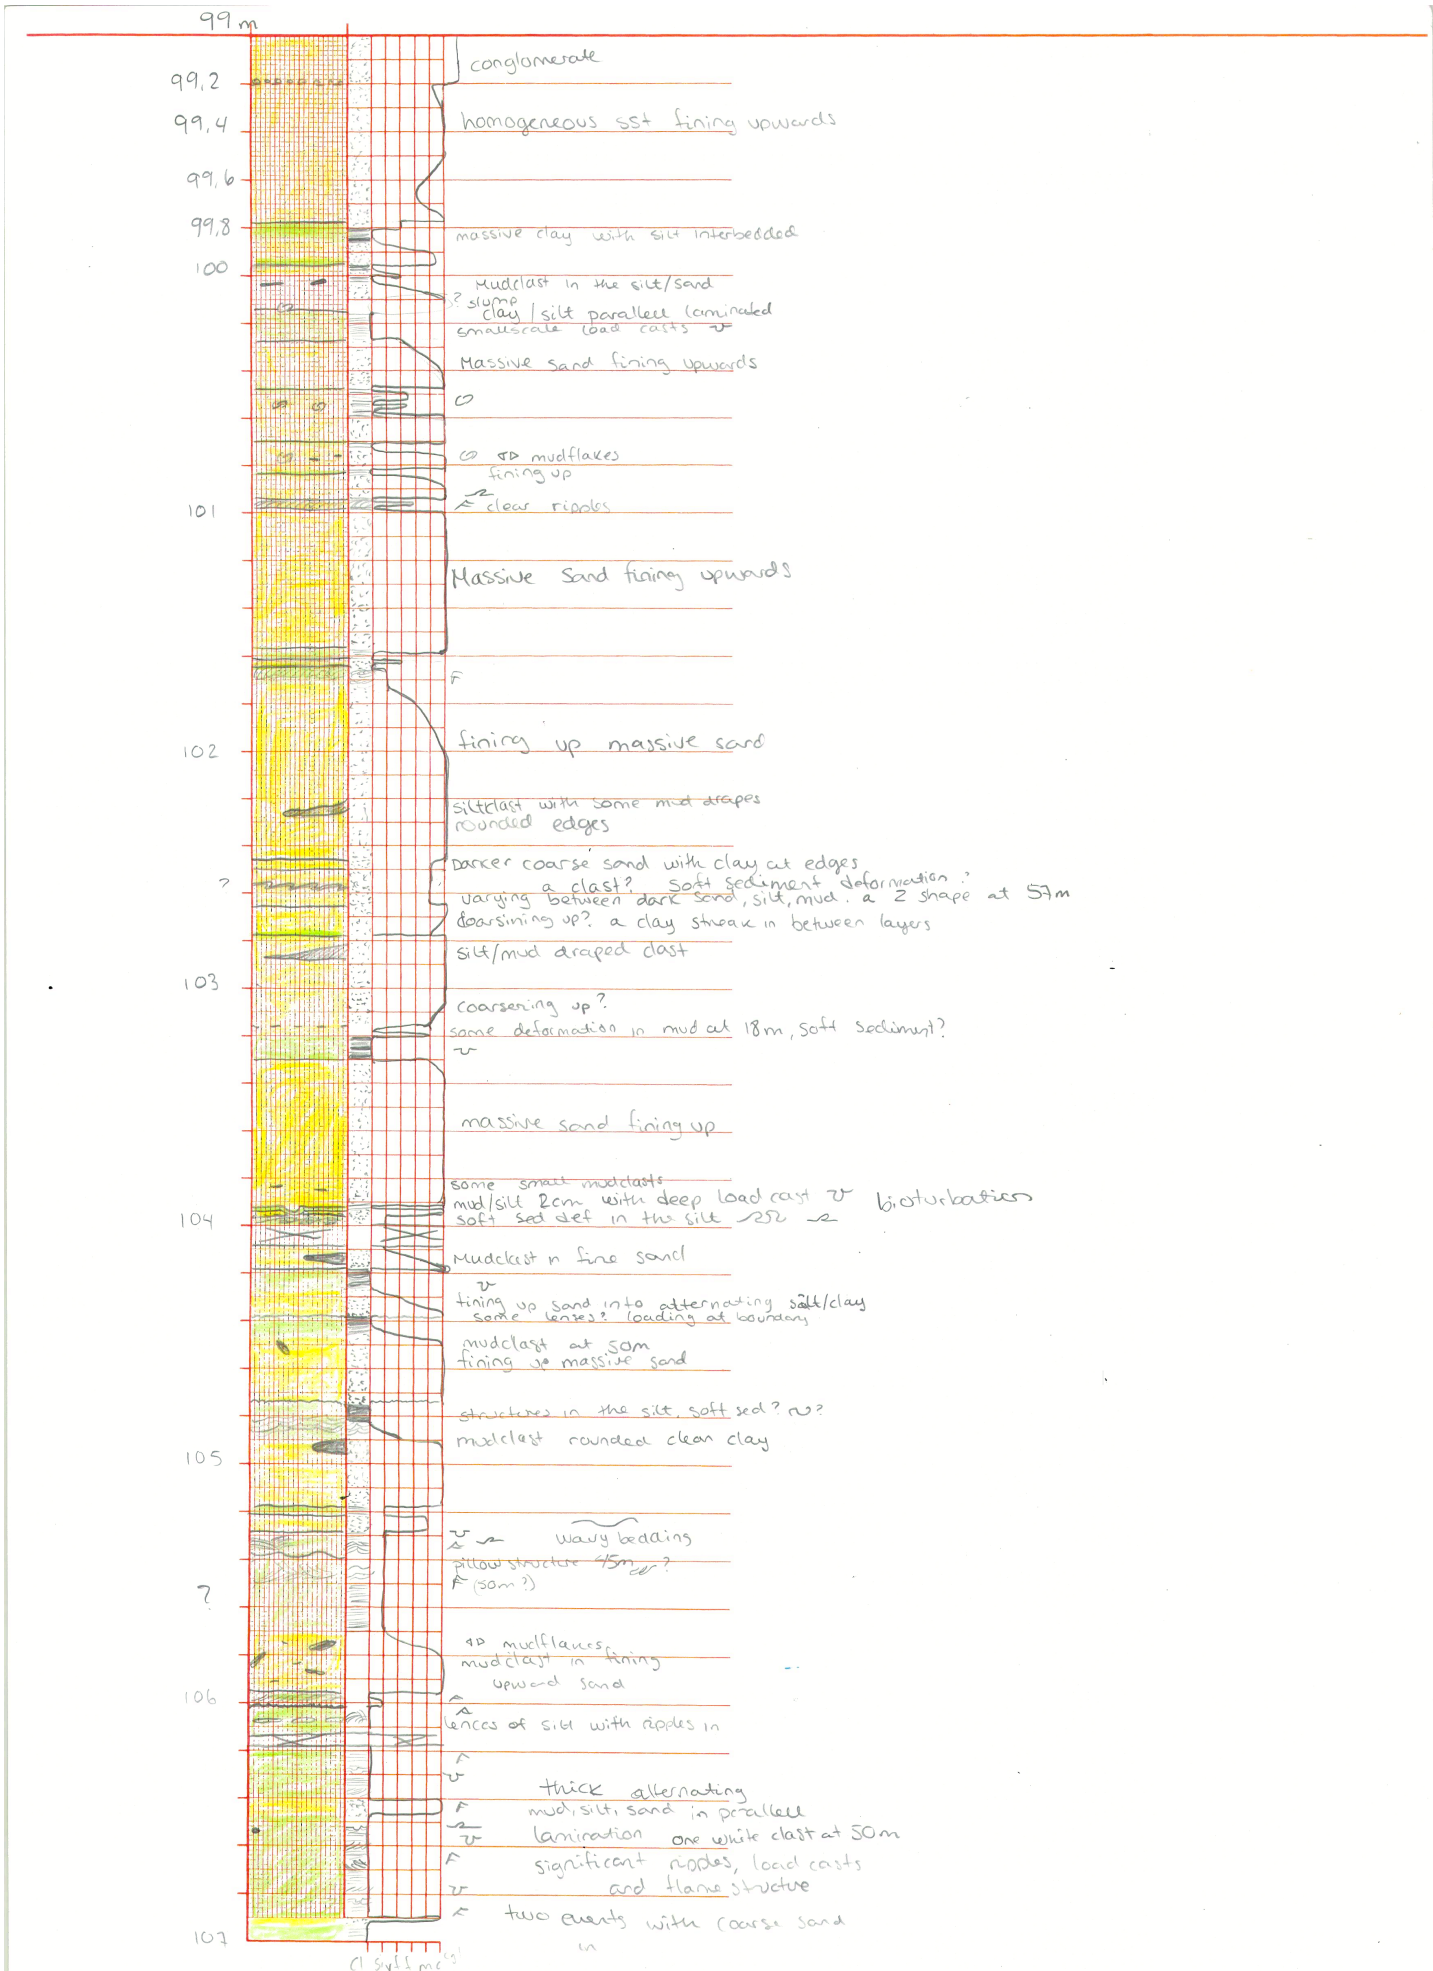 99 m
conglomerate
99,2
99,4
homogeneous sst fining upwards
99,6
99,8
massive clay with silt interbedded
100
Mudclast in the silt/sand
? slump
clay/silt parallell laminated
smallscale load casts
Massive sand fining upwards
mudflakes
fining up
101
clear ripples
Massive sand fining upwards
F
102
fining up massive sand
siltclast with some mud drapes
rounded edges
Darker coarse sand with clay at edges
?
a clast? soft sediment deformation?
varying between dark sand, silt, mud. a 2 shape at 57m
coarsining up? a clay streak in between layers
silt/mud draped clast
103
coarsening up?
some deformation in mud at 18m, soft sediment?
massive sand fining up
some small mudclasts
mud/silt 2cm with deep load cast bioturbation
104
soft sed def in the silt
Mudclast n fine sand
fining up sand into alternating silt/clay
some lenses? loading at boundary
mudclast at 50m
fining up massive sand
structures in the silt, soft sed? ?
mudclast rounded clean clay
105
wavy bedding
pillow structure 45m ?
?
F (50m?)
mudflakes
mudclast in fining
upward sand
106
lences of silt with ripples in
F
thick alternating
F mud, silt, sand in parallell
lamination one white clast at 50m
F significant ripples, load casts
and flame structure
F two events with coarse sand
107
in
Cl S vf f m c cgl